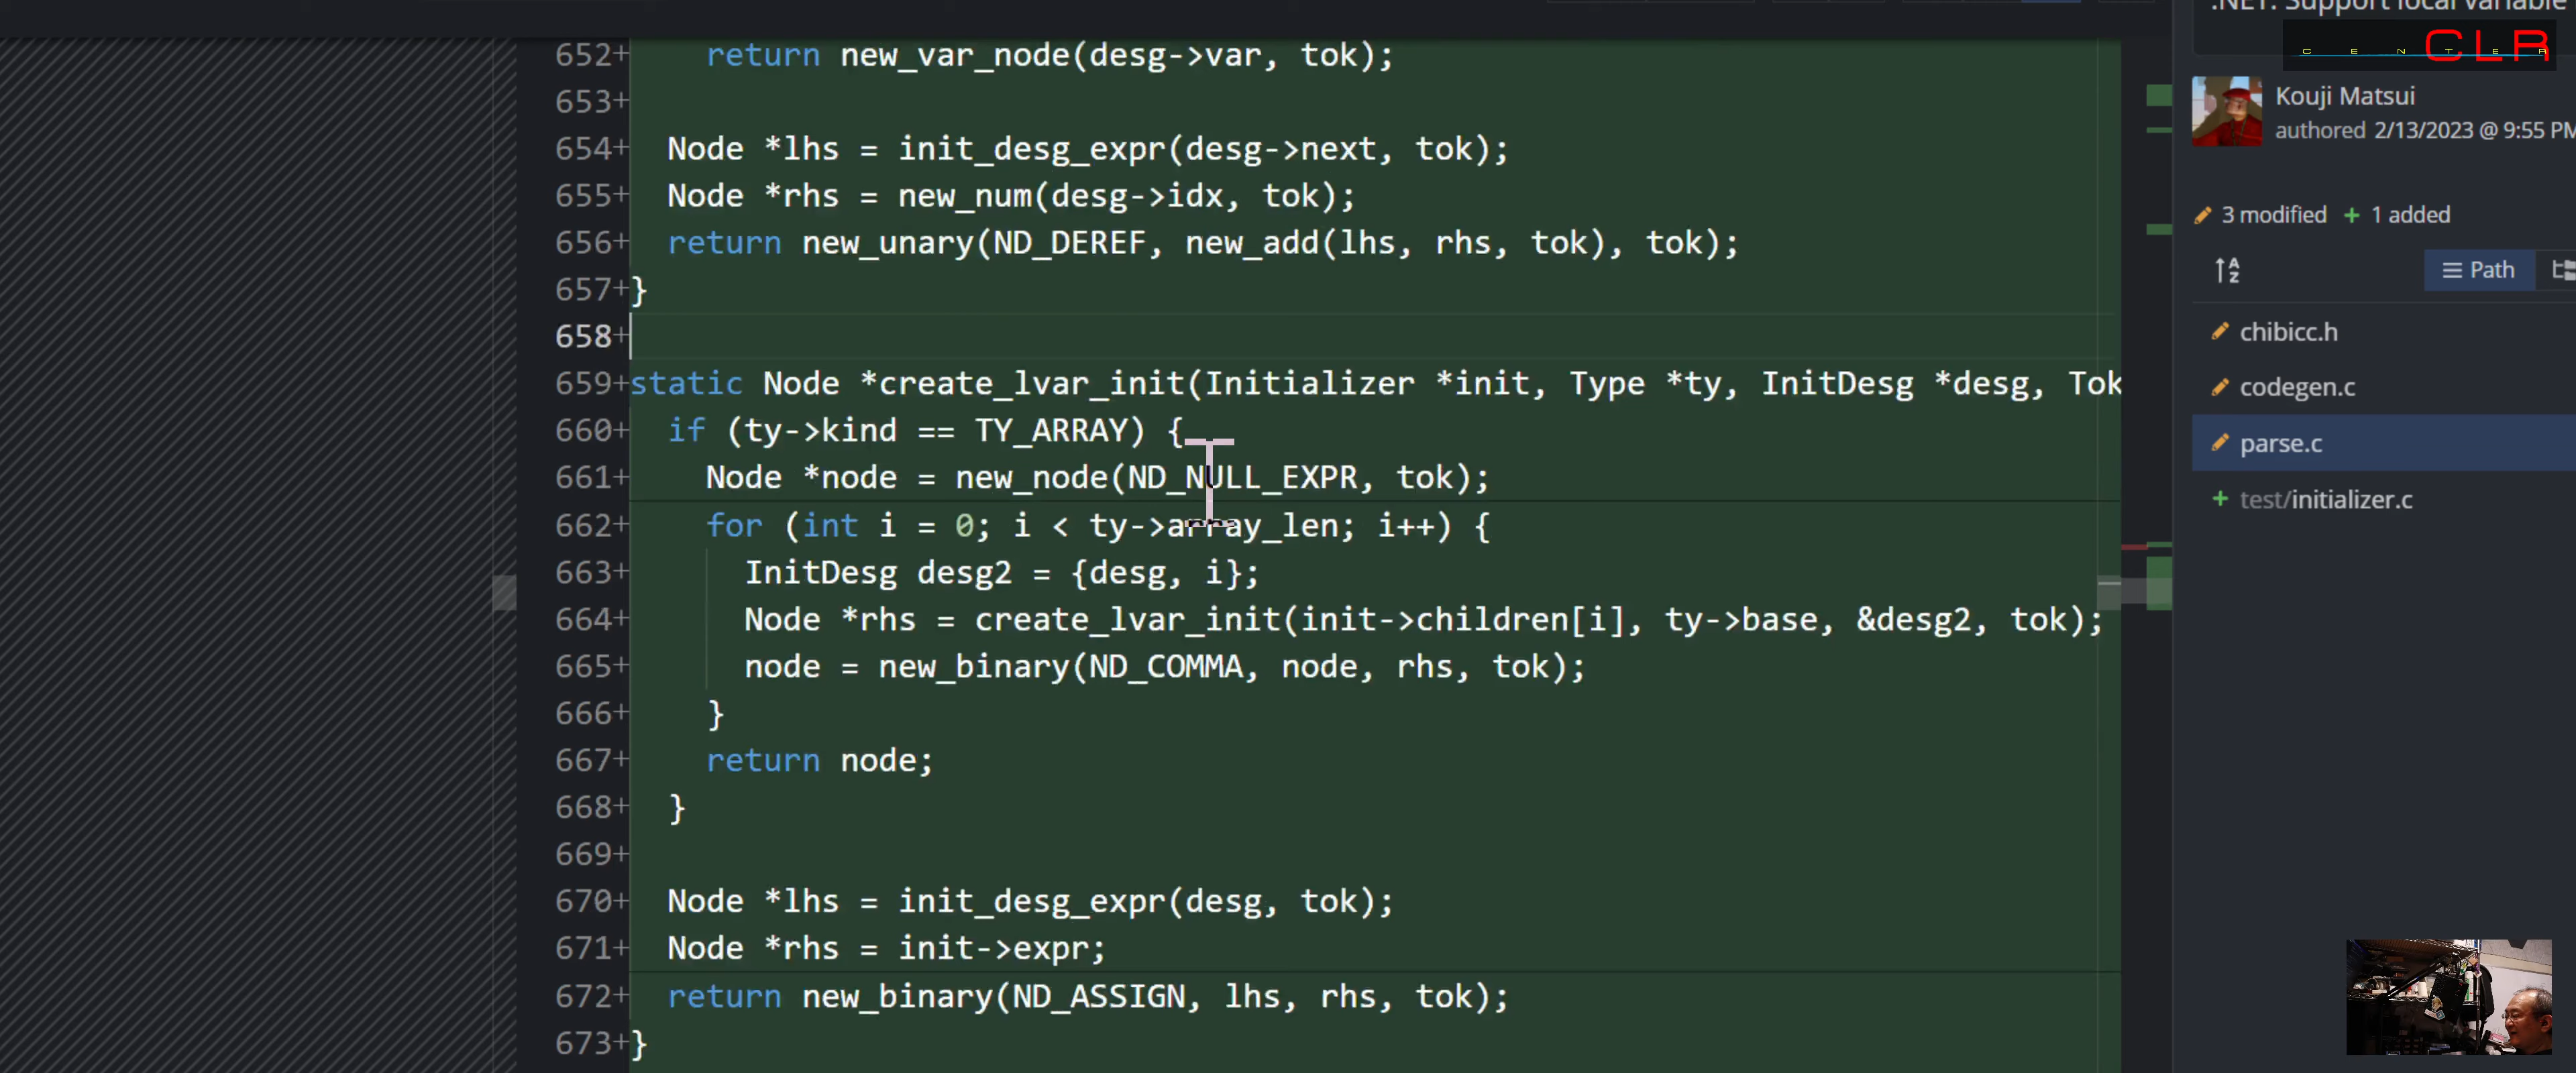 .NET: Support local variable
CENTER CLR
652+ return new_var_node(desg->var, tok);
653+
654+ Node *lhs = init_desg_expr(desg->next, tok);
655+ Node *rhs = new_num(desg->idx, tok);
656+ return new_unary(ND_DEREF, new_add(lhs, rhs, tok), tok);
657+}
658+
659+static Node *create_lvar_init(Initializer *init, Type *ty, InitDesg *desg, Tok
660+ if (ty->kind == TY_ARRAY) {
661+ Node *node = new_node(ND_NULL_EXPR, tok);
662+ for (int i = 0; i < ty->array_len; i++) {
663+ InitDesg desg2 = {desg, i};
664+ Node *rhs = create_lvar_init(init->children[i], ty->base, &desg2, tok);
665+ node = new_binary(ND_COMMA, node, rhs, tok);
666+ }
667+ return node;
668+ }
669+
670+ Node *lhs = init_desg_expr(desg, tok);
671+ Node *rhs = init->expr;
672+ return new_binary(ND_ASSIGN, lhs, rhs, tok);
673+}
Kouji Matsui
authored 2/13/2023 @ 9:55 PM
3 modified + 1 added
AZ
Path
chibicc.h
codegen.c
parse.c
+ test/initializer.c